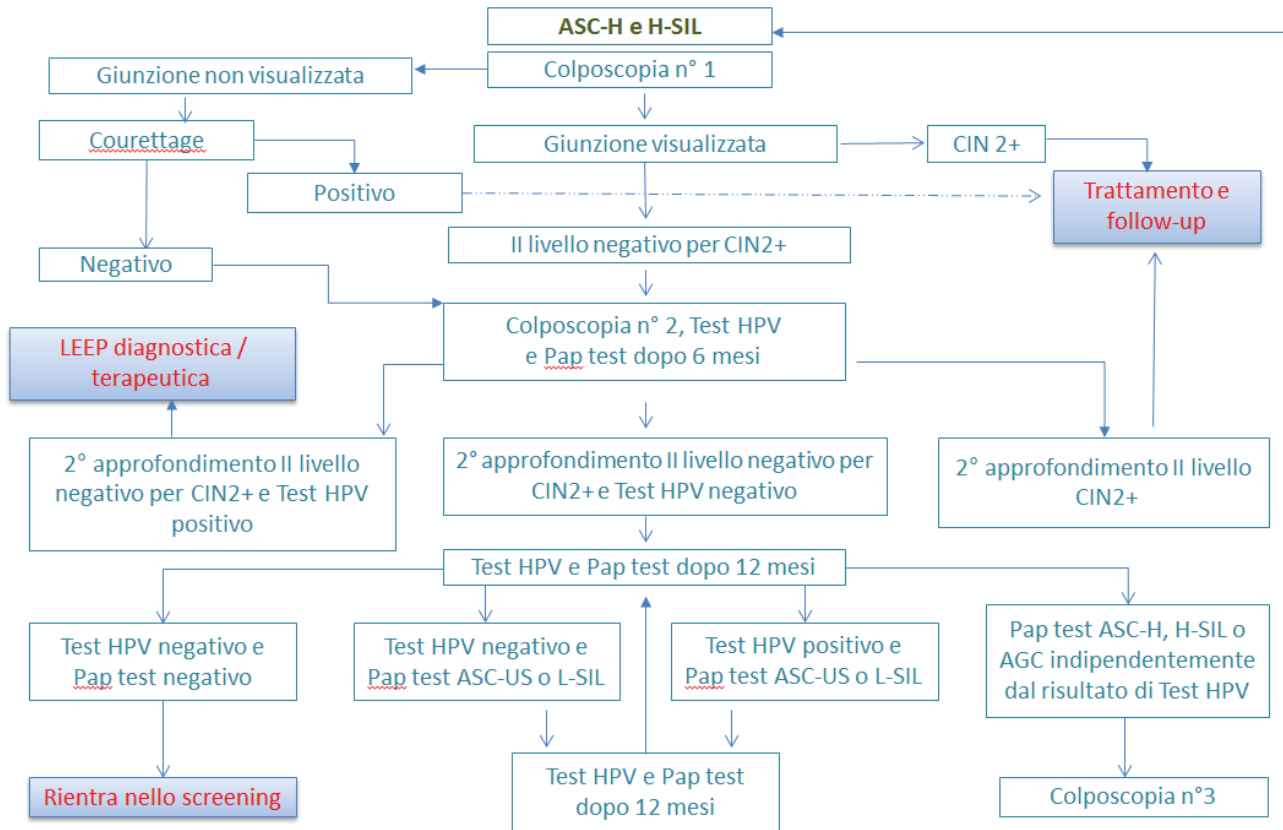 ASC-H e H-SIL
Colposcopia n° 1
Giunzione non visualizzata
Courettage
Giunzione visualizzata
CIN 2+
Positivo
Trattamento e
follow-up
II livello negativo per CIN2+
Negativo
Colposcopia n° 2, Test HPV
e Pap test dopo 6 mesi
LEEP diagnostica /
terapeutica
2° approfondimento II livello
negativo per CIN2+ e Test HPV
positivo
2° approfondimento II livello negativo per
CIN2+ e Test HPV negativo
2° approfondimento II livello
CIN2+
Test HPV e Pap test dopo 12 mesi
Test HPV negativo e
Pap test negativo
Test HPV negativo e
Pap test ASC-US o L-SIL
Test HPV positivo e
Pap test ASC-US o L-SIL
Pap test ASC-H, H-SIL o
AGC indipendentemente
dal risultato di Test HPV
Rientra nello screening
Test HPV e Pap test
dopo 12 mesi
Colposcopia n°3